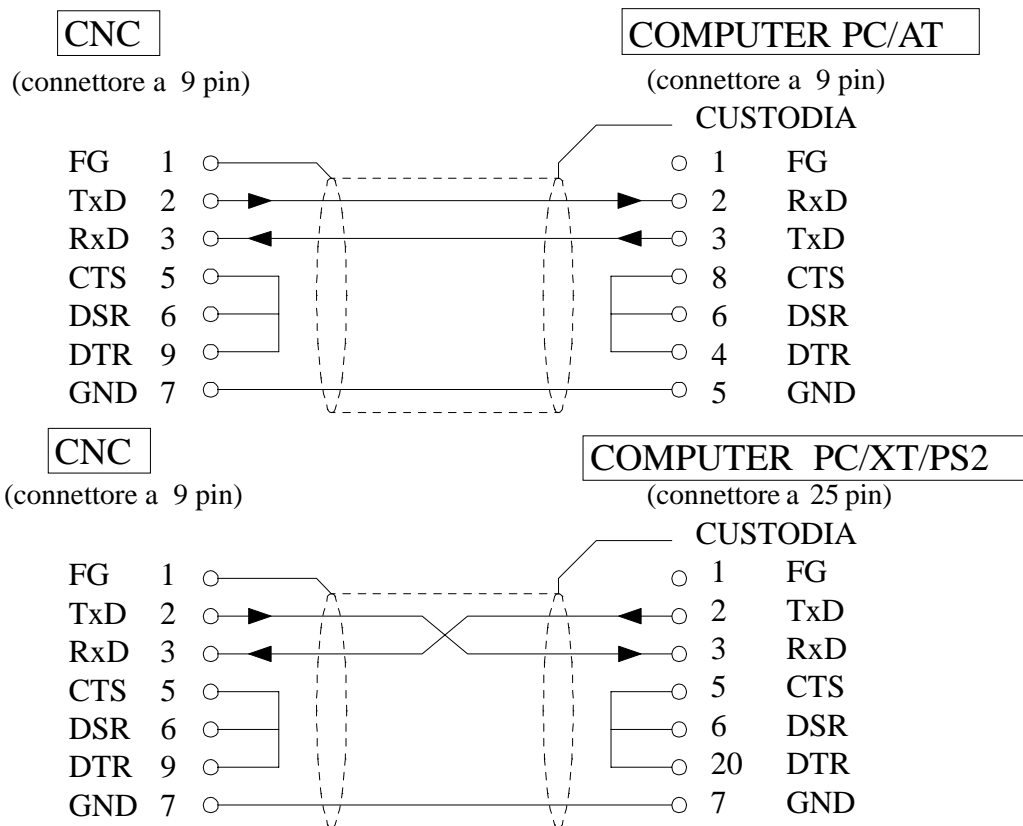 CNC COMPUTER PC/AT
(connettore a 9 pin) (connettore a 9 pin)
CUSTODIA
FG 1 1 FG
TxD 2 2 RxD
RxD 3 3 TxD
CTS 5 8 CTS
DSR 6 6 DSR
DTR 9 4 DTR
GND 7 5 GND
CNC COMPUTER PC/XT/PS2
(connettore a 9 pin) (connettore a 25 pin)
CUSTODIA
FG 1 1 FG
TxD 2 2 TxD
RxD 3 3 RxD
CTS 5 5 CTS
DSR 6 6 DSR
DTR 9 20 DTR
GND 7 7 GND